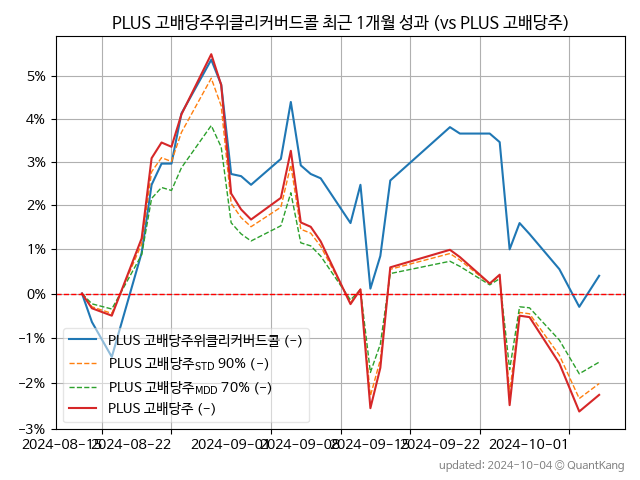 PLUS 고배당주위클리커버드콜 최근 1개월 성과 (vs PLUS 고배당주)
5%
4%
3%
2%
1%
0%
−1%
−2%
−3%
PLUS 고배당주위클리커버드콜 (−)
PLUS 고배당주STD 90% (−)
PLUS 고배당주MDD 70% (−)
PLUS 고배당주 (−)
2024-08-15 2024-08-22 2024-09-01 2024-09-08 2024-09-15 2024-09-22 2024-10-01
updated: 2024-10-04 © QuantKang